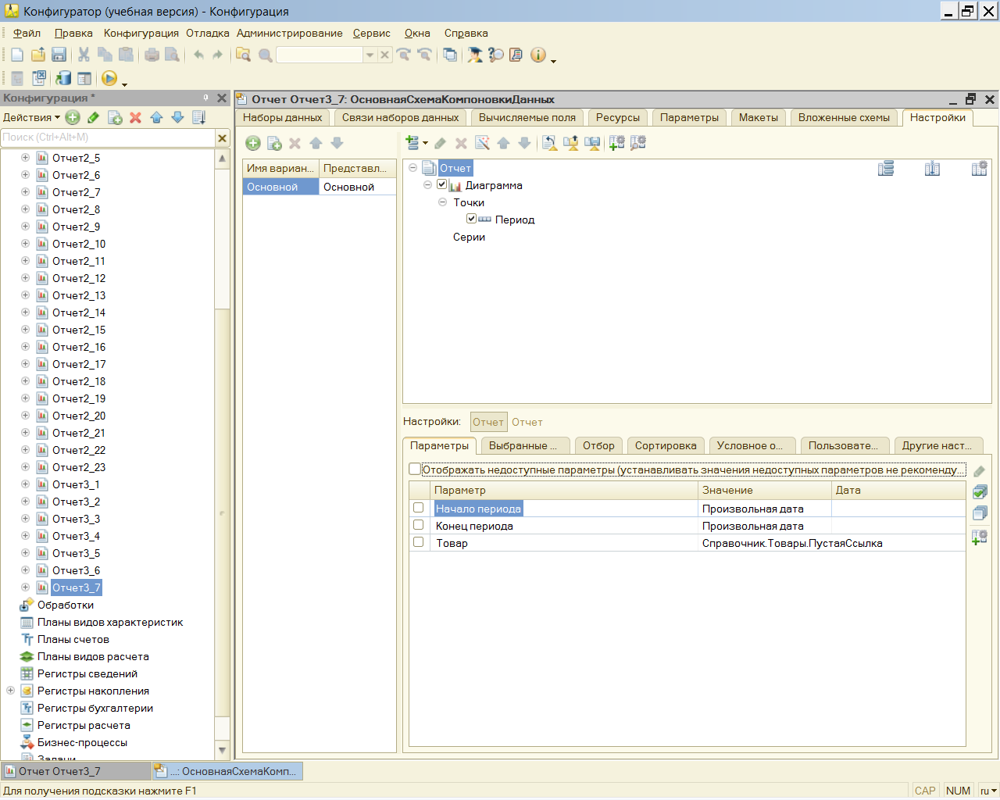 Конфигуратор (учебная версия) - Конфигурация
Файл Правка Конфигурация Отладка Администрирование Сервис Окна Справка
Конфигурация *
Действия
Поиск (Ctrl+Alt+M)
Отчет2_5
Отчет2_6
Отчет2_7
Отчет2_8
Отчет2_9
Отчет2_10
Отчет2_11
Отчет2_12
Отчет2_13
Отчет2_14
Отчет2_15
Отчет2_16
Отчет2_17
Отчет2_18
Отчет2_19
Отчет2_20
Отчет2_21
Отчет2_22
Отчет2_23
Отчет3_1
Отчет3_2
Отчет3_3
Отчет3_4
Отчет3_5
Отчет3_6
Отчет3_7
Обработки
Планы видов характеристик
Планы счетов
Планы видов расчета
Регистры сведений
Регистры накопления
Регистры бухгалтерии
Регистры расчета
Бизнес-процессы
Задачи
Отчет Отчет3_7: ОсновнаяСхемаКомпоновкиДанных
Наборы данных Связи наборов данных Вычисляемые поля Ресурсы Параметры Макеты Вложенные схемы Настройки
Имя вариан... Представл...
Основной Основной
Отчет
Диаграмма
Точки
Период
Серии
Настройки: Отчет Отчет
Параметры Выбранные ... Отбор Сортировка Условное о... Пользовате... Другие наст...
Отображать недоступные параметры (устанавливать значения недоступных параметров не рекоменду...
Параметр Значение Дата
Начало периода Произвольная дата
Конец периода Произвольная дата
Товар Справочник.Товары.ПустаяСсылка
Отчет Отчет3_7 ...: ОсновнаяСхемаКомп...
Для получения подсказки нажмите F1 CAP NUM ru